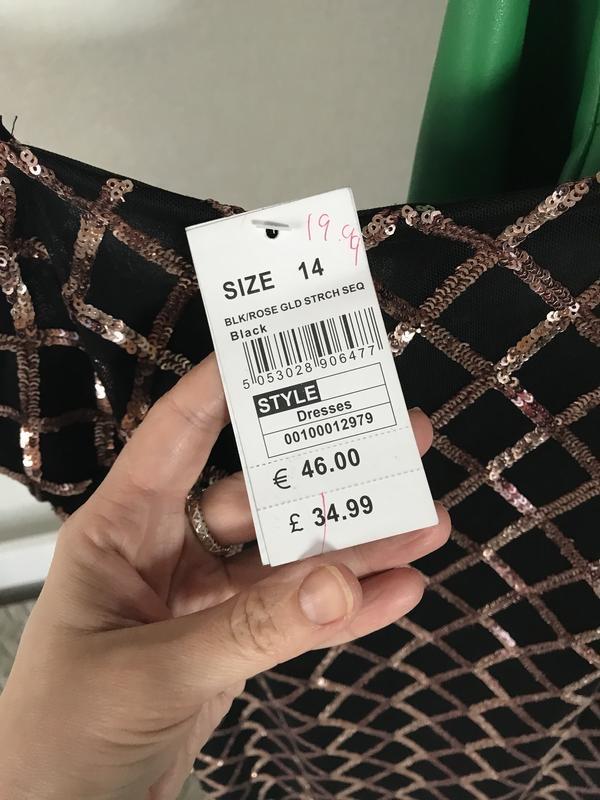 19.99
SIZE 14
BLK/ROSE GLD STRCH SEQ
Black
5 053028 906477
STYLE
Dresses
00100012979
€ 46.00
£ 34.99